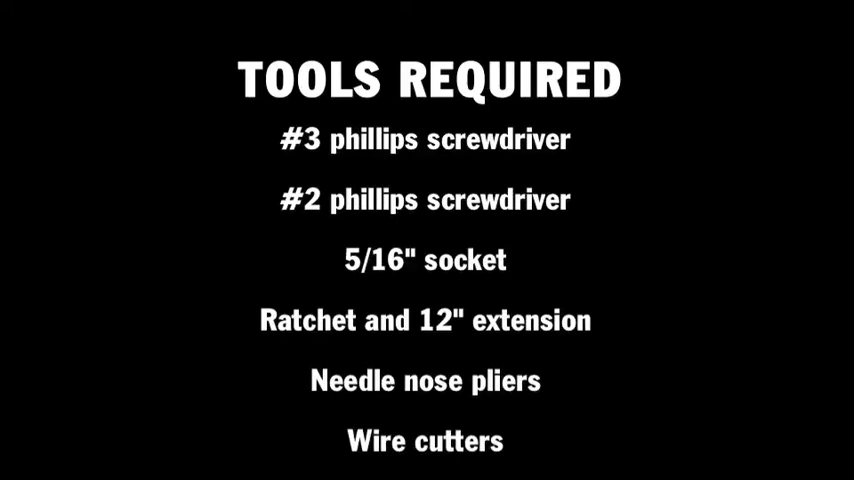 TOOLS REQUIRED
#3 phillips screwdriver
#2 phillips screwdriver
5/16" socket
Ratchet and 12" extension
Needle nose pliers
Wire cutters